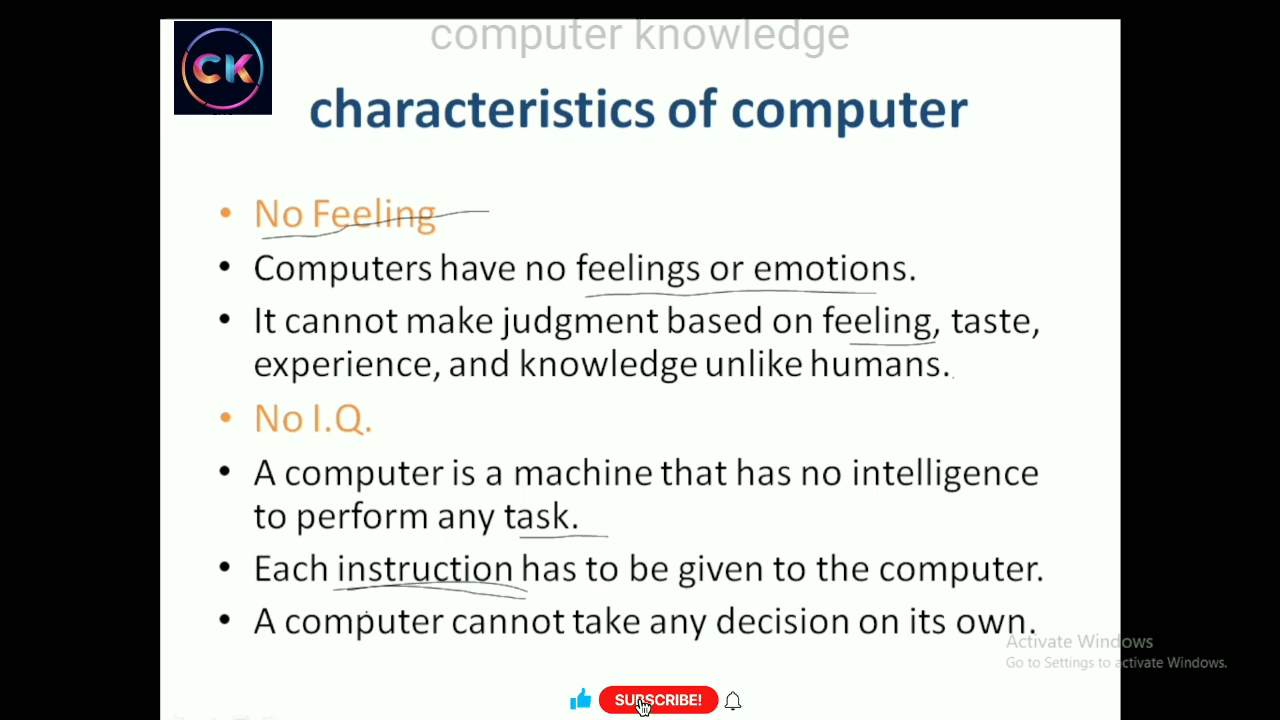 computer knowledge
CK
characteristics of computer
• No Feeling
• Computers have no feelings or emotions.
• It cannot make judgment based on feeling, taste,
experience, and knowledge unlike humans.
• No I.Q.
• A computer is a machine that has no intelligence
to perform any task.
• Each instruction has to be given to the computer.
• A computer cannot take any decision on its own.
Activate Windows
Go to Settings to activate Windows.
SUBSCRIBE!